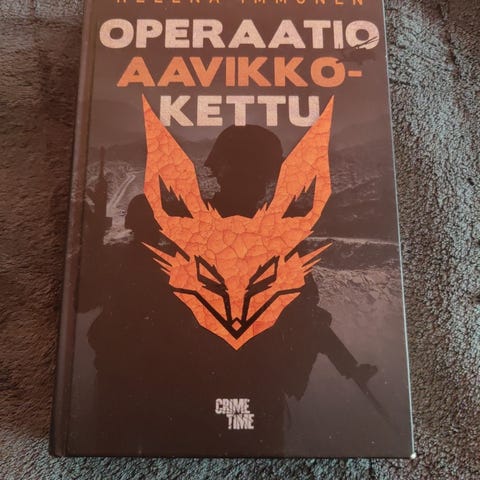 HELENA IMMONEN
OPERAATIO
AAVIKKO-
KETTU
CRIME
TIME